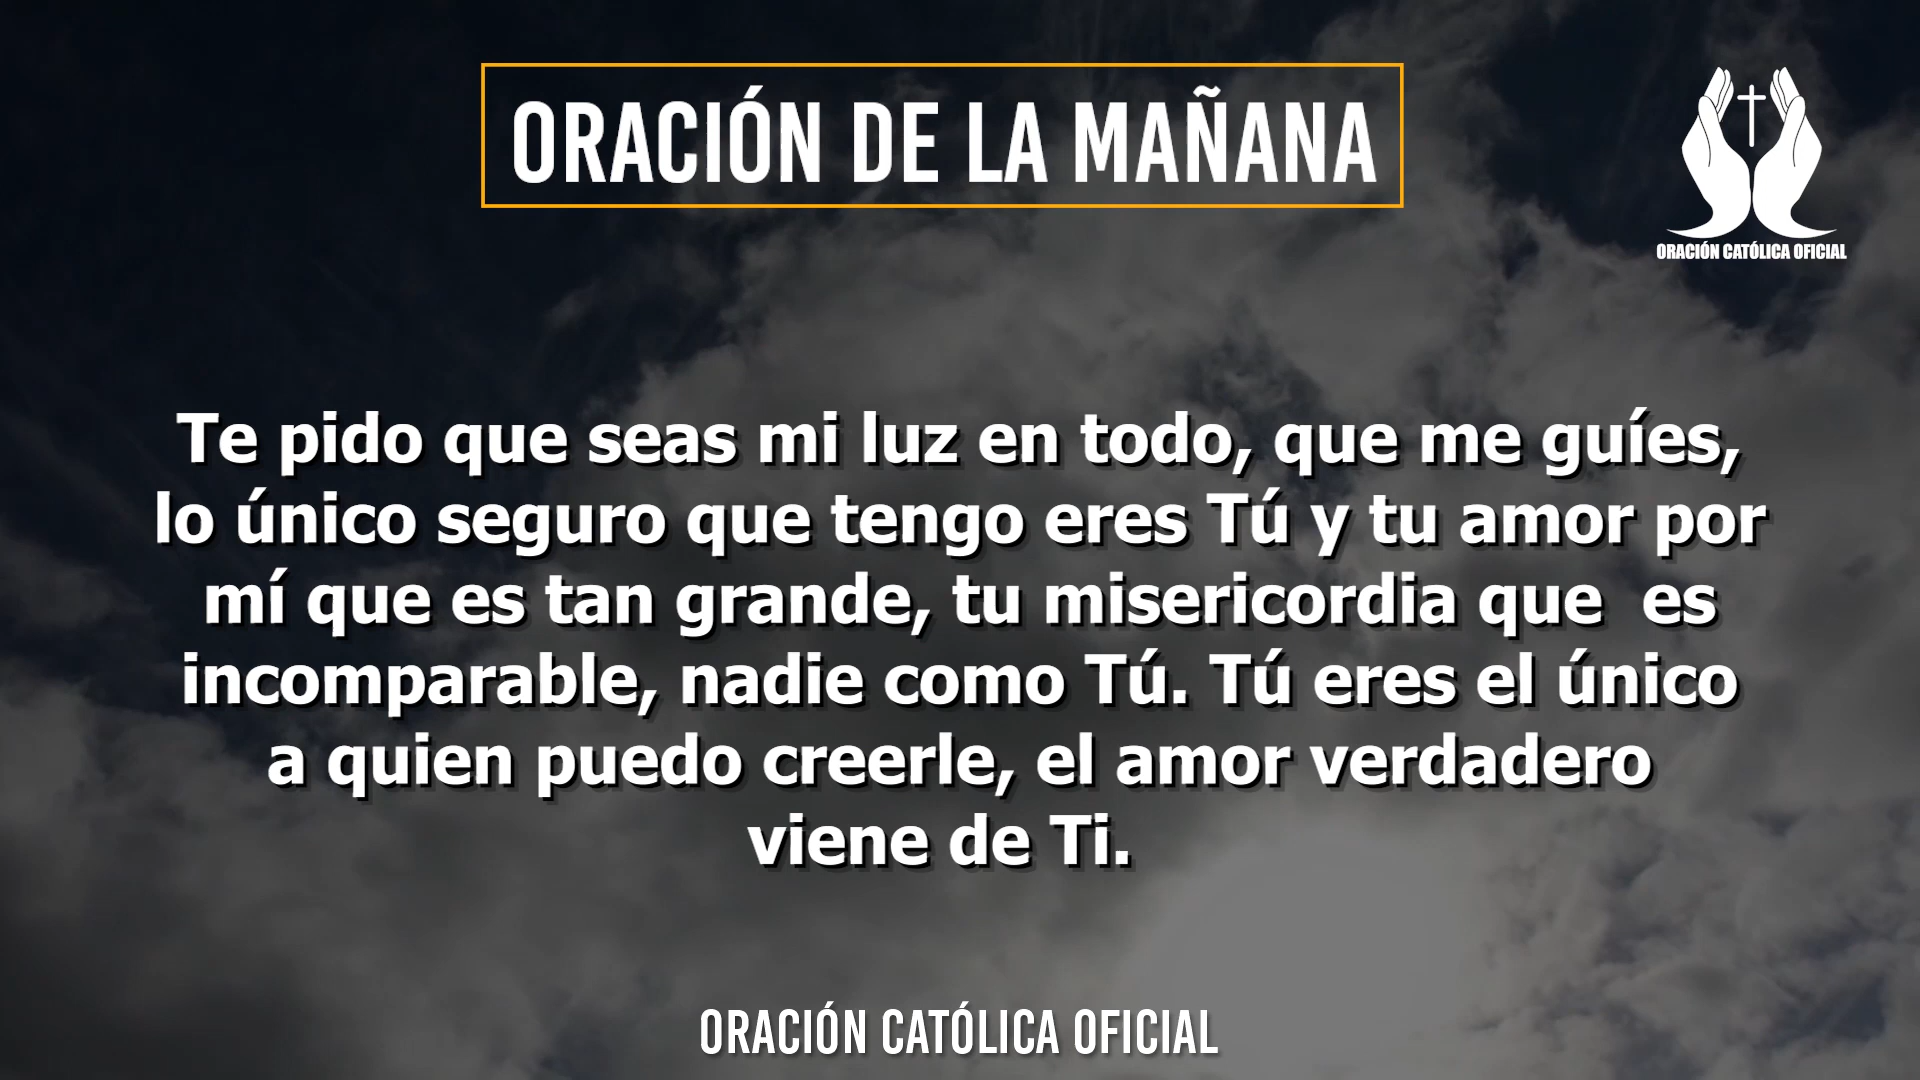 ORACIÓN DE LA MAÑANA
ORACIÓN CATÓLICA OFICIAL
Te pido que seas mi luz en todo, que me guíes,
lo único seguro que tengo eres Tú y tu amor por
mí que es tan grande, tu misericordia que  es
incomparable, nadie como Tú. Tú eres el único
a quien puedo creerle, el amor verdadero
viene de Ti.
ORACIÓN CATÓLICA OFICIAL